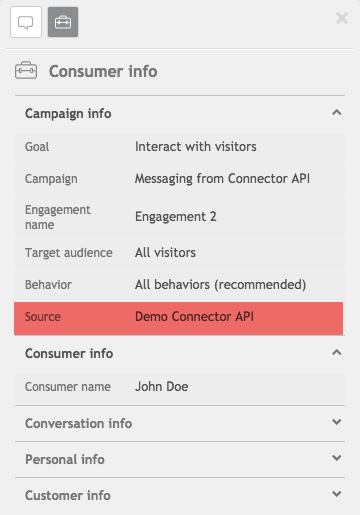 Consumer info
Campaign info
Goal Interact with visitors
Campaign Messaging from Connector API
Engagement
name Engagement 2
Target audience All visitors
Behavior All behaviors (recommended)
Source Demo Connector API
Consumer info
Consumer name John Doe
Conversation info
Personal info
Customer info